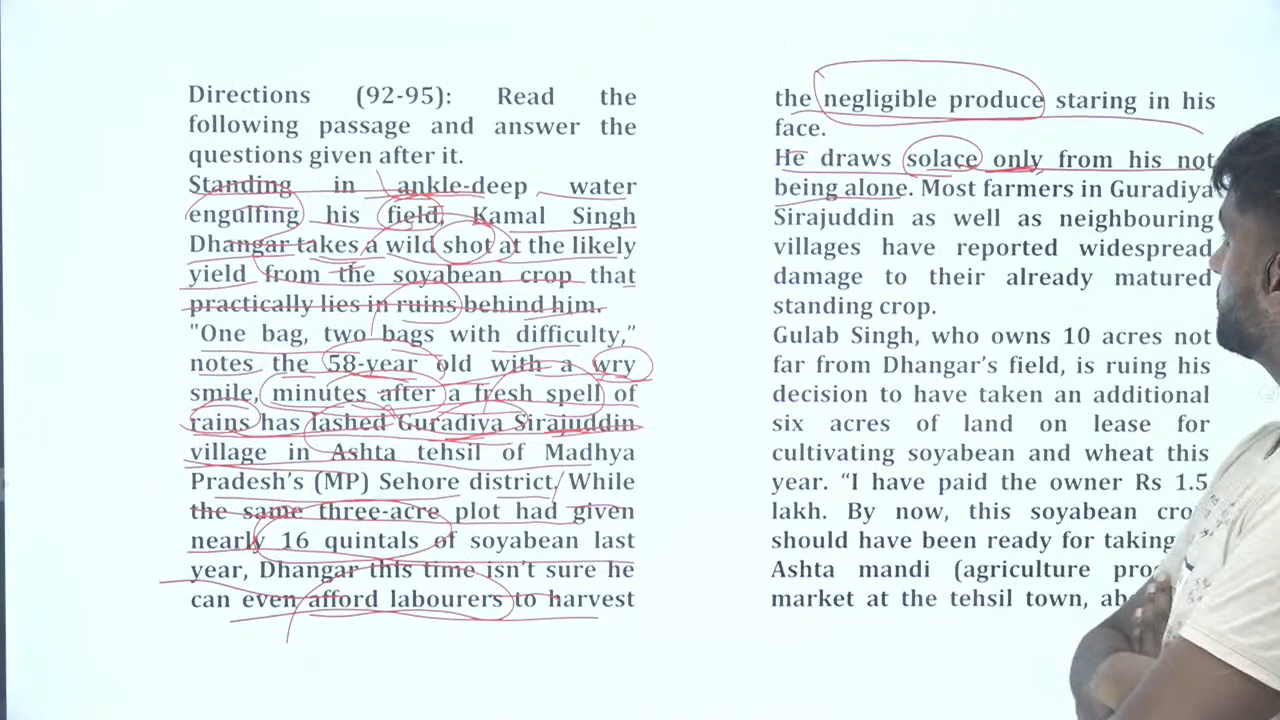 Directions (92-95): Read the
following passage and answer the
questions given after it.
Standing in ankle-deep water
engulfing his field, Kamal Singh
Dhangar takes a wild shot at the likely
yield from the soyabean crop that
practically lies in ruins behind him.
"One bag, two bags with difficulty,”
notes the 58-year old with a wry
smile, minutes after a fresh spell of
rains has lashed Guradiya Sirajuddin
village in Ashta tehsil of Madhya
Pradesh’s (MP) Sehore district. While
the same three-acre plot had given
nearly 16 quintals of soyabean last
year, Dhangar this time isn’t sure he
can even afford labourers to harvest
the negligible produce staring in his
face.
He draws solace only from his not
being alone. Most farmers in Guradiya
Sirajuddin as well as neighbouring
villages have reported widespread
damage to their already matured
standing crop.
Gulab Singh, who owns 10 acres not
far from Dhangar’s field, is ruing his
decision to have taken an additional
six acres of land on lease for
cultivating soyabean and wheat this
year. “I have paid the owner Rs 1.5
lakh. By now, this soyabean
should have been ready for taking
Ashta mandi (agriculture
market at the tehsil town,